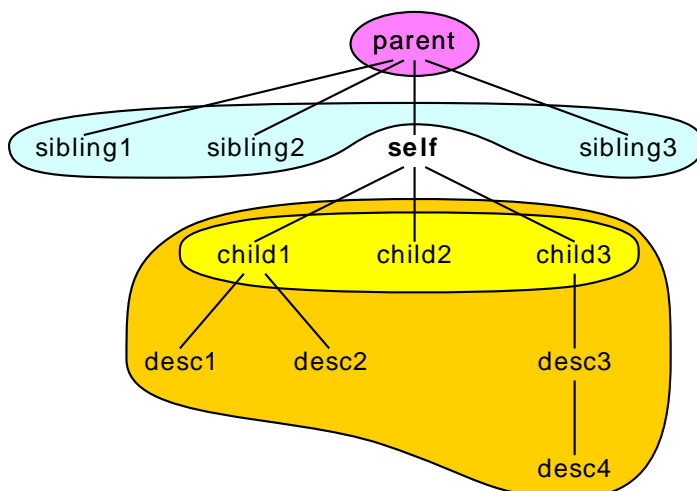 parent
sibling1 sibling2 self sibling3
child1 child2 child3
desc1 desc2 desc3
desc4